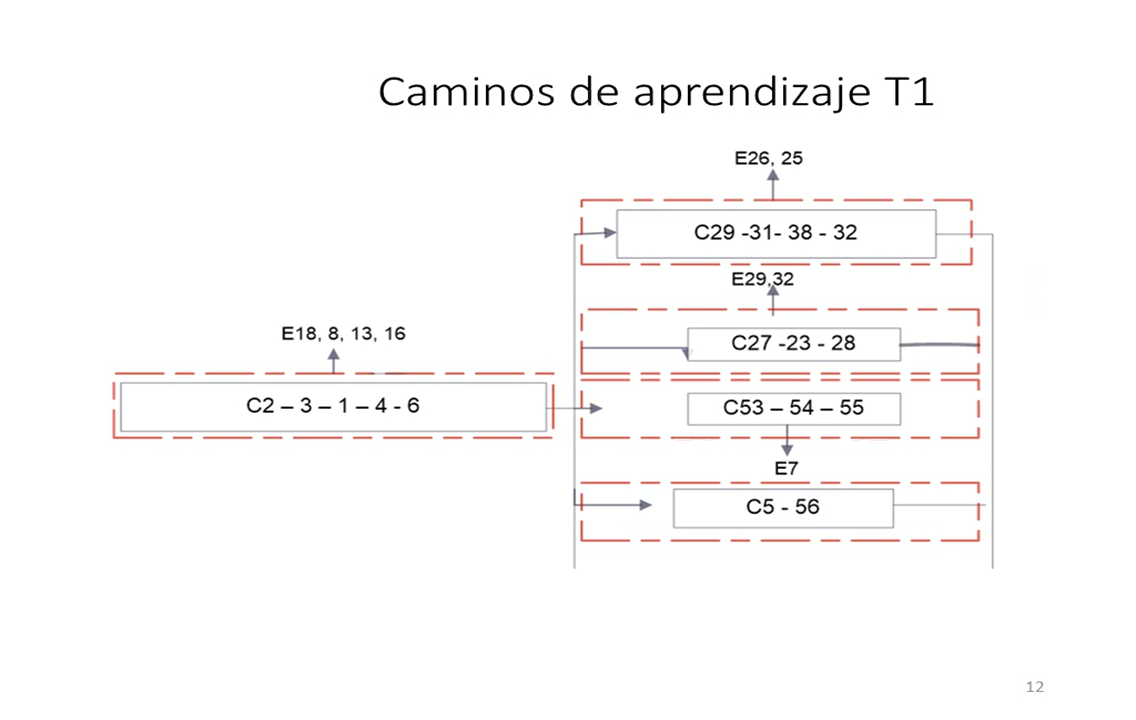 Caminos de aprendizaje T1
E26, 25
C29 -31- 38 - 32
E29,32
C27 -23 - 28
E18, 8, 13, 16
C2 – 3 – 1 – 4 - 6
C53 – 54 – 55
E7
C5 - 56
12